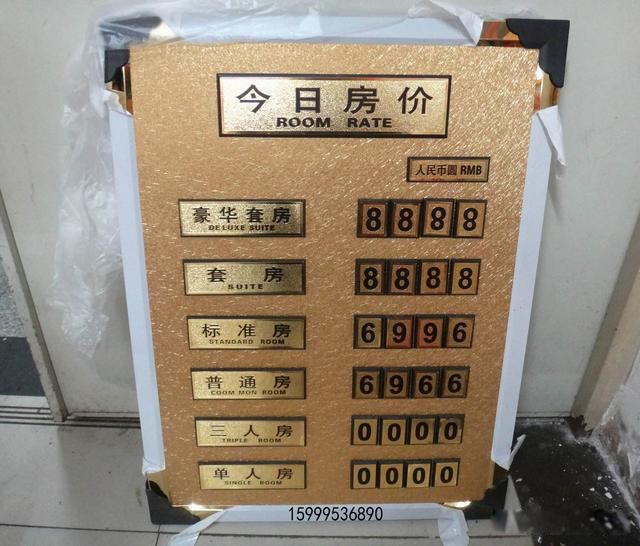 今日房价
ROOM RATE
人民币圆 RMB
豪华套房 8888
DELUXE SUITE
套房 8888
SUITE
标准房 6996
STANDARD ROOM
普通房 6966
COOM MON ROOM
三人房 0000
TRIPLE ROOM
单人房 0000
SINGLE ROOM
15999536890